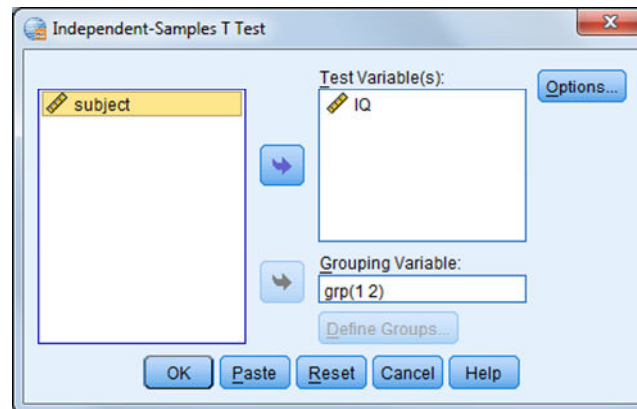 Independent-Samples T Test
subject
Test Variable(s):
IQ
Options...
Grouping Variable:
grp(1 2)
Define Groups...
OK
Paste
Reset
Cancel
Help